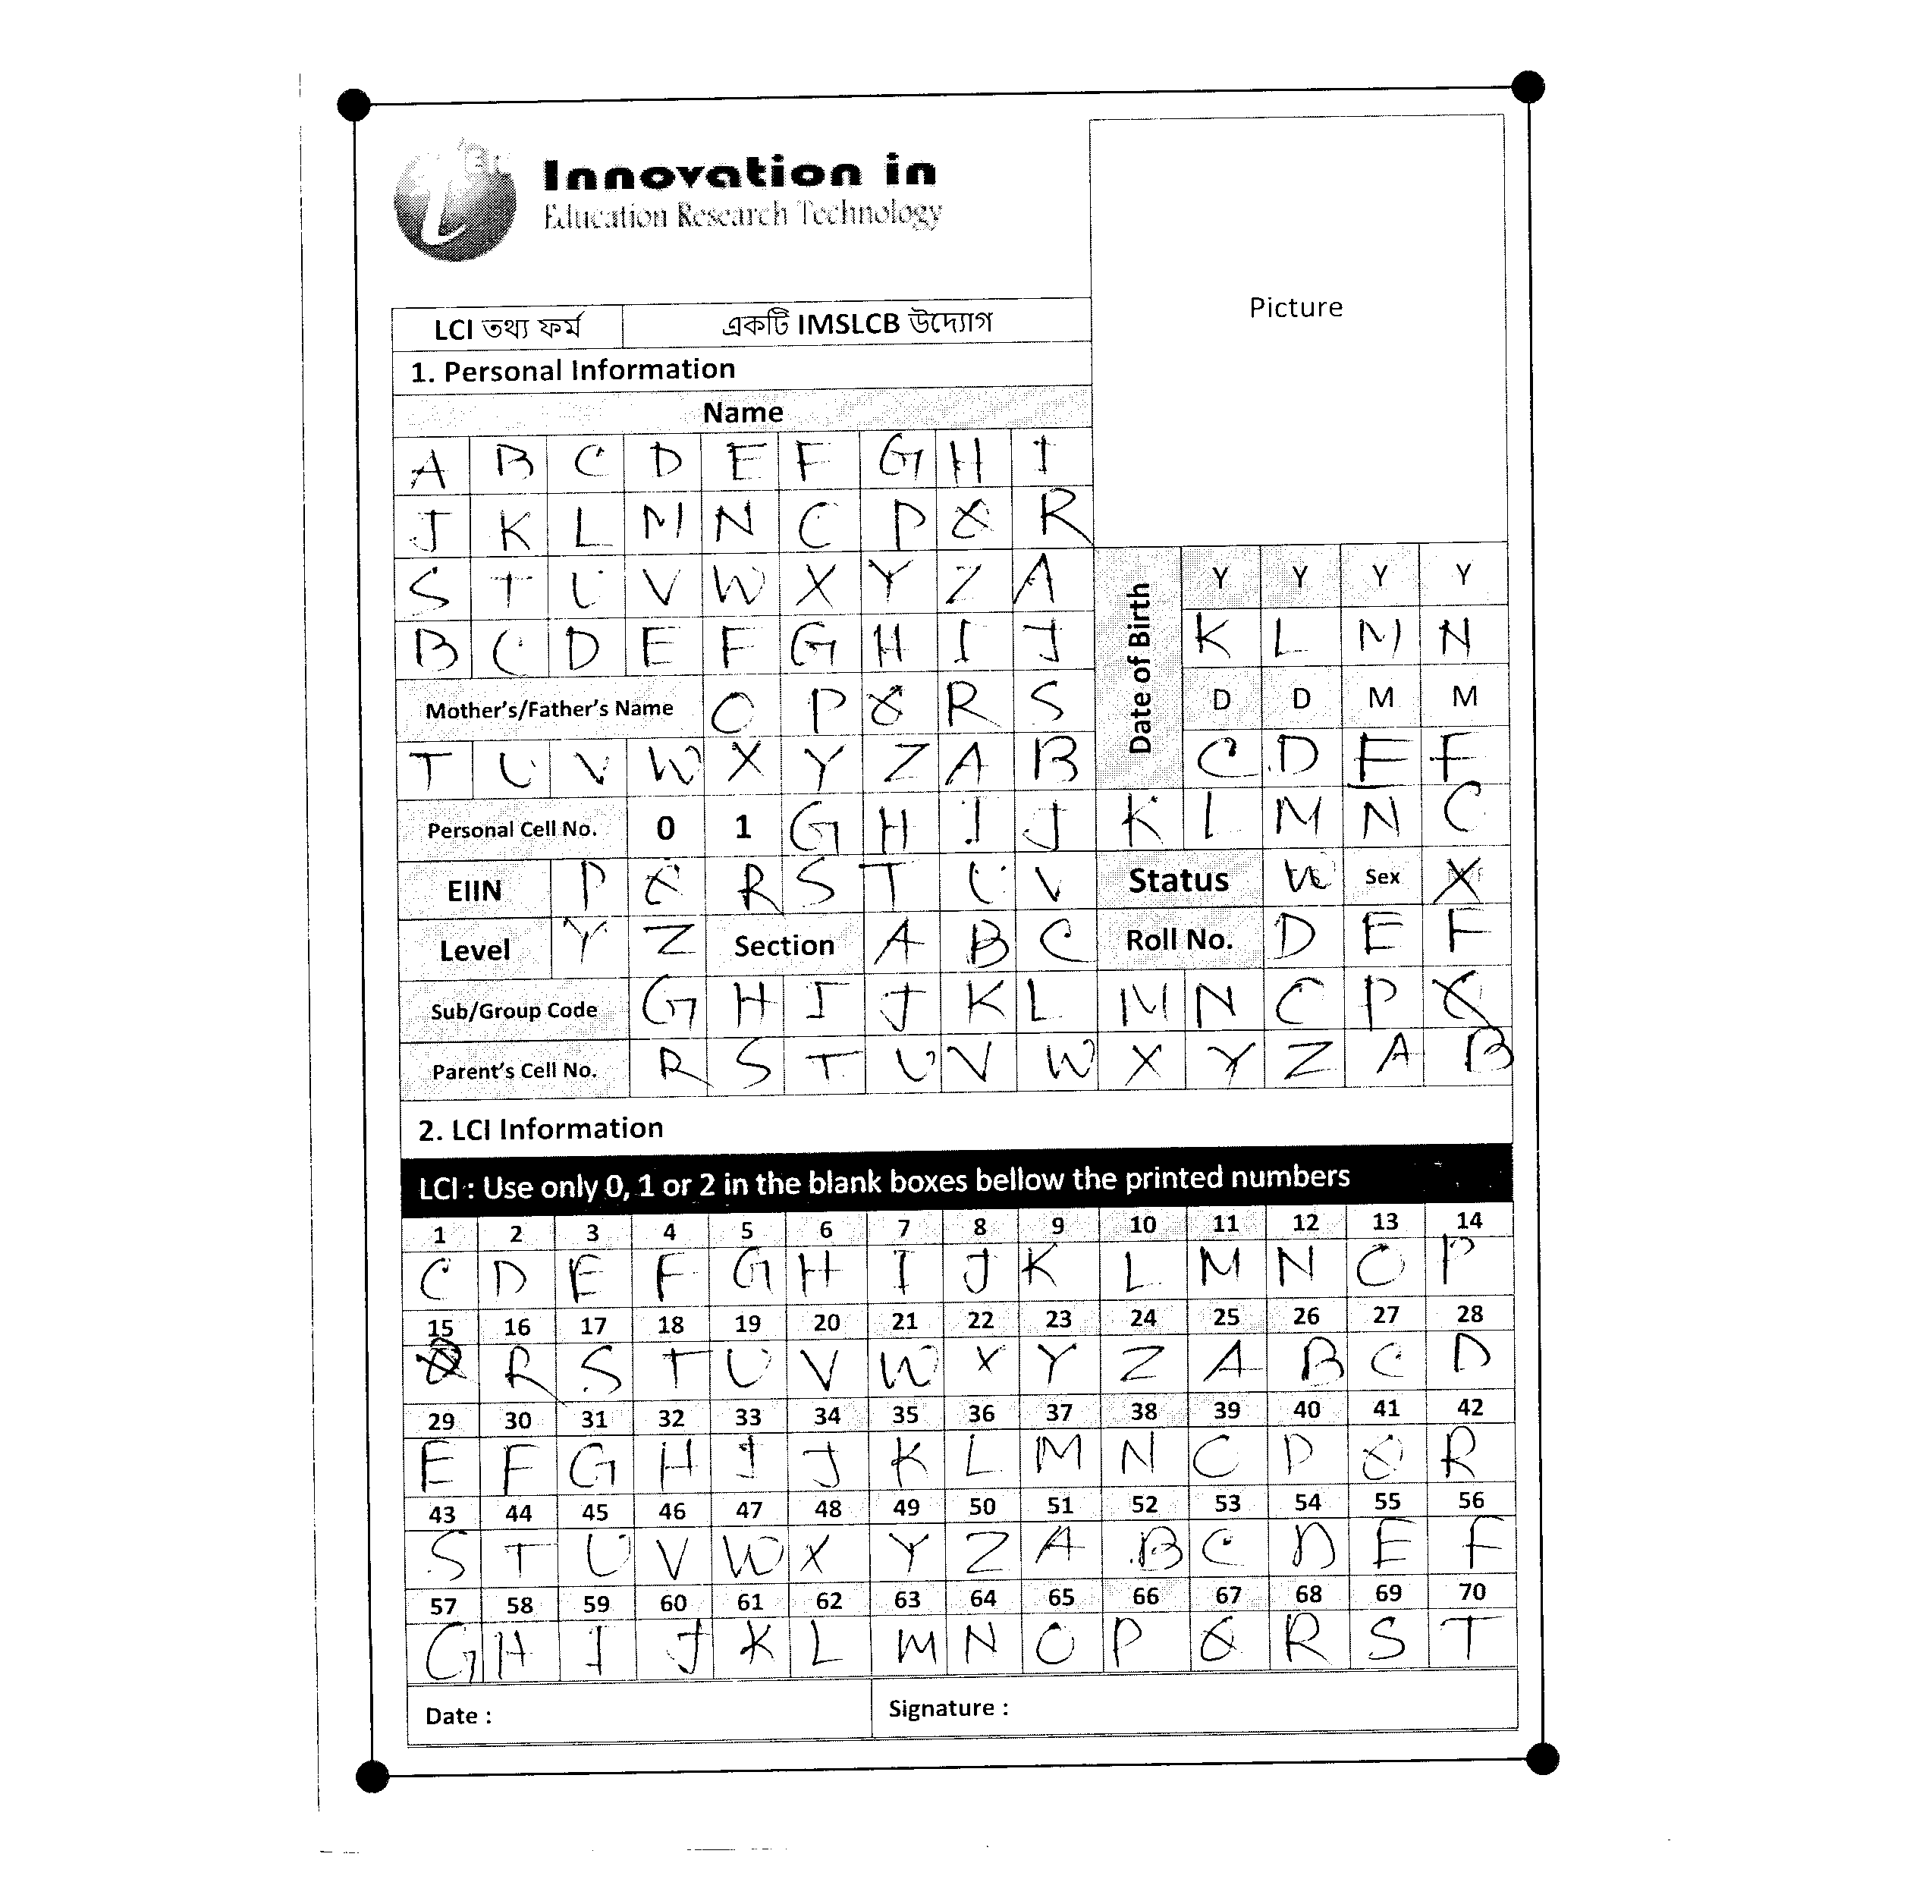 Innovation in
Education Research Technology
Picture
LCI তথ্য ফর্ম একটি IMSLCB উদ্যোগ
1. Personal Information
Name
A B C D E F G H I
J K L M N O P Q R
S T U V W X Y Z A
B C D E F G H I J
Date of Birth
Y Y Y Y
K L M N
D D M M
C D E F
Mother's/Father's Name O P Q R S
T U V W X Y Z A B
Personal Cell No. 0 1 G H I J K L M N O
EIIN P Q R S T U V Status W Sex X
Level Y Z Section A B C Roll No. D E F
Sub/Group Code G H I J K L M N O P Q
Parent's Cell No. R S T U V W X Y Z A B
2. LCI Information
LCI : Use only 0, 1 or 2 in the blank boxes bellow the printed numbers
1 2 3 4 5 6 7 8 9 10 11 12 13 14
C D E F G H I J K L M N O P
15 16 17 18 19 20 21 22 23 24 25 26 27 28
Q R S T U V W X Y Z A B C D
29 30 31 32 33 34 35 36 37 38 39 40 41 42
E F G H I J K L M N O P Q R
43 44 45 46 47 48 49 50 51 52 53 54 55 56
S T U V W X Y Z A B C D E F
57 58 59 60 61 62 63 64 65 66 67 68 69 70
G H I J K L M N O P Q R S T
Date : Signature :